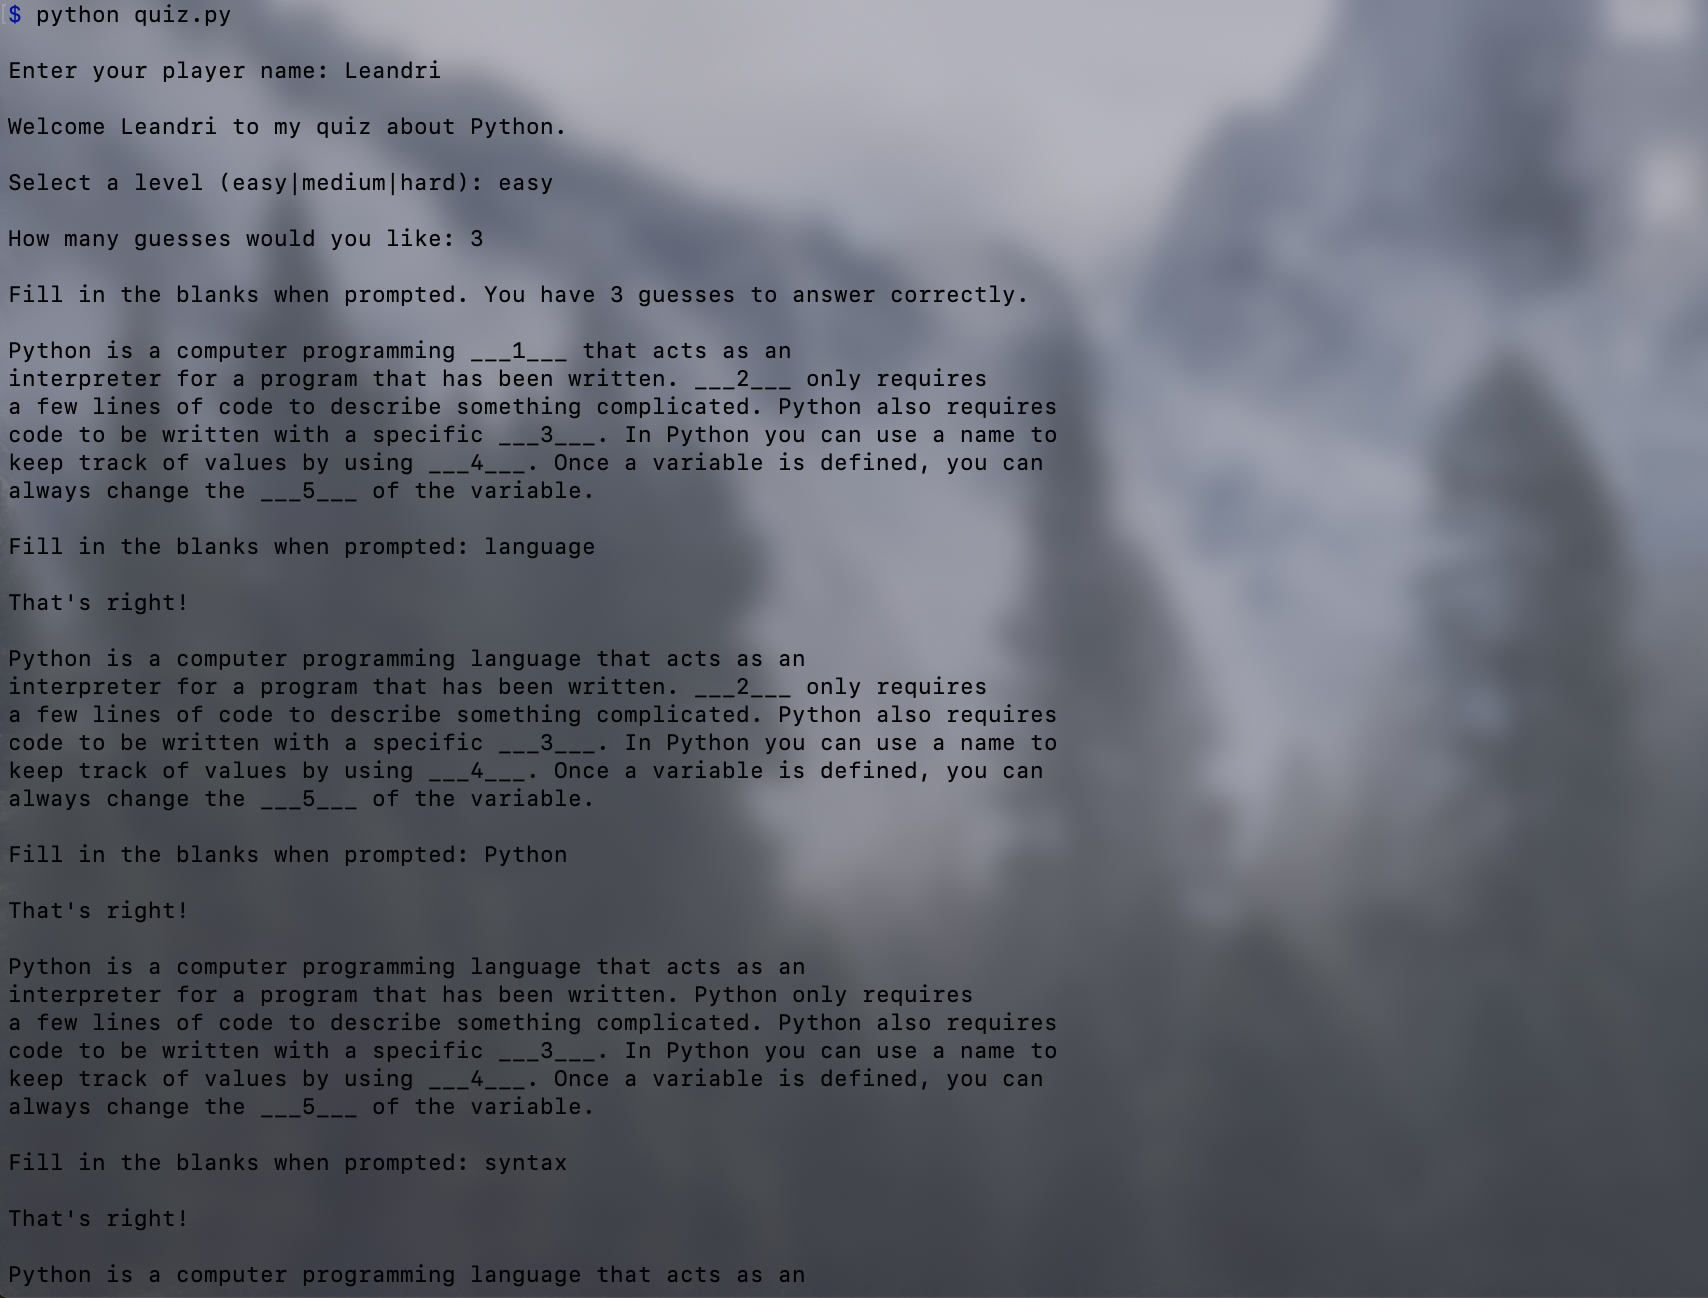 $ python quiz.py
Enter your player name: Leandri
Welcome Leandri to my quiz about Python.
Select a level (easy|medium|hard): easy
How many guesses would you like: 3
Fill in the blanks when prompted. You have 3 guesses to answer correctly.
Python is a computer programming ___1___ that acts as an
interpreter for a program that has been written. ___2___ only requires
a few lines of code to describe something complicated. Python also requires
code to be written with a specific ___3___. In Python you can use a name to
keep track of values by using ___4___. Once a variable is defined, you can
always change the ___5___ of the variable.
Fill in the blanks when prompted: language
That's right!
Python is a computer programming language that acts as an
interpreter for a program that has been written. ___2___ only requires
a few lines of code to describe something complicated. Python also requires
code to be written with a specific ___3___. In Python you can use a name to
keep track of values by using ___4___. Once a variable is defined, you can
always change the ___5___ of the variable.
Fill in the blanks when prompted: Python
That's right!
Python is a computer programming language that acts as an
interpreter for a program that has been written. Python only requires
a few lines of code to describe something complicated. Python also requires
code to be written with a specific ___3___. In Python you can use a name to
keep track of values by using ___4___. Once a variable is defined, you can
always change the ___5___ of the variable.
Fill in the blanks when prompted: syntax
That's right!
Python is a computer programming language that acts as an